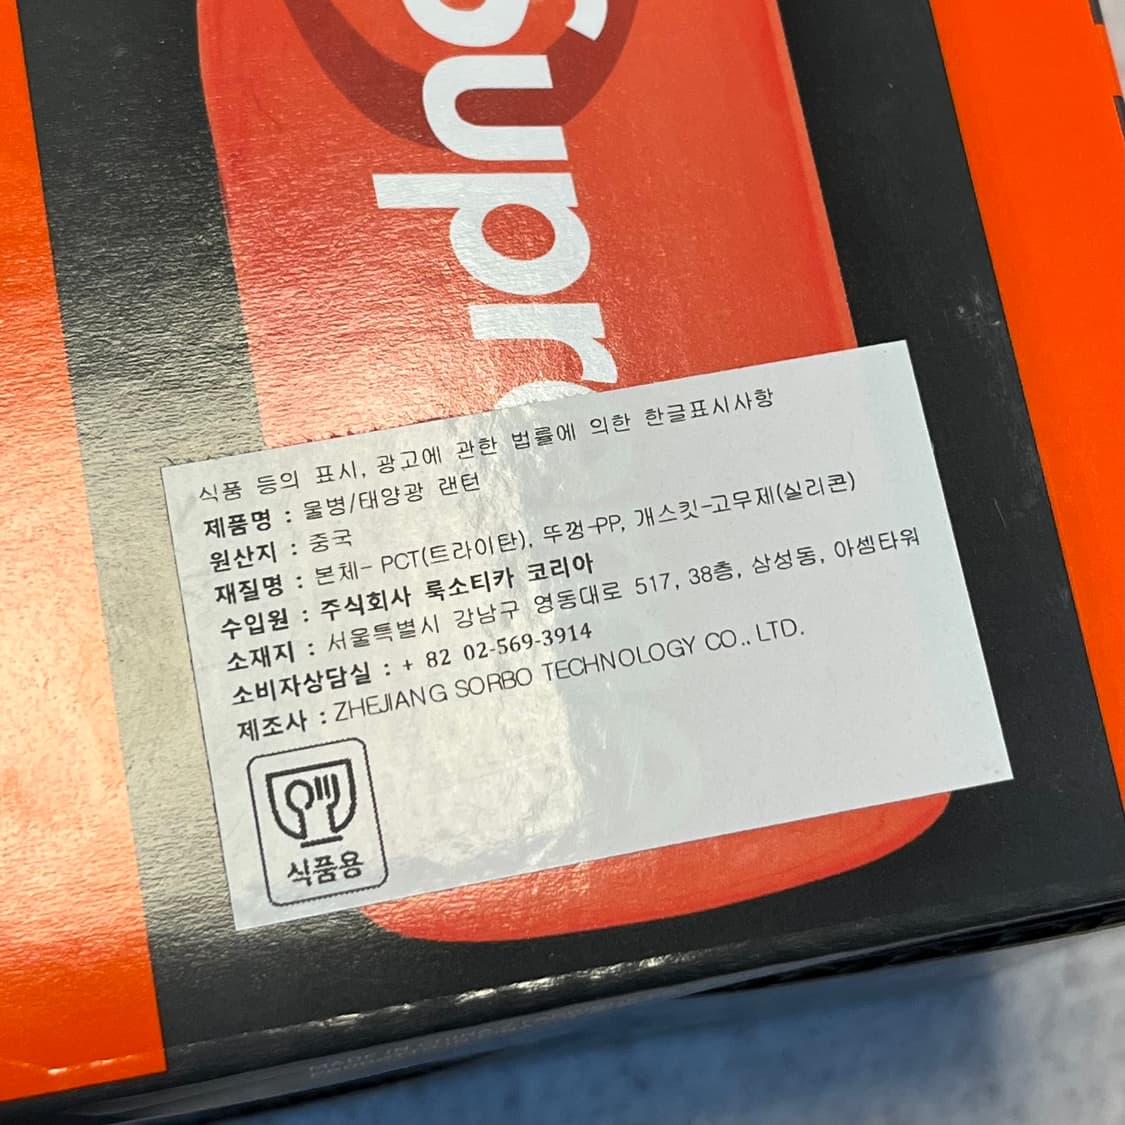 Supre
식품 등의 표시, 광고에 관한 법률에 의한 한글표시사항
제품명 : 물병/태양광 랜턴
원산지 : 중국
재질명 : 본체- PCT(트라이탄), 뚜껑-PP, 개스킷-고무제(실리콘)
수입원 : 주식회사 룩소티카 코리아
소재지 : 서울특별시 강남구 영동대로 517, 38층, 삼성동, 아셈타워
소비자상담실 : + 82 02-569-3914
제조사 : ZHEJIANG SORBO TECHNOLOGY CO., LTD.
식품용